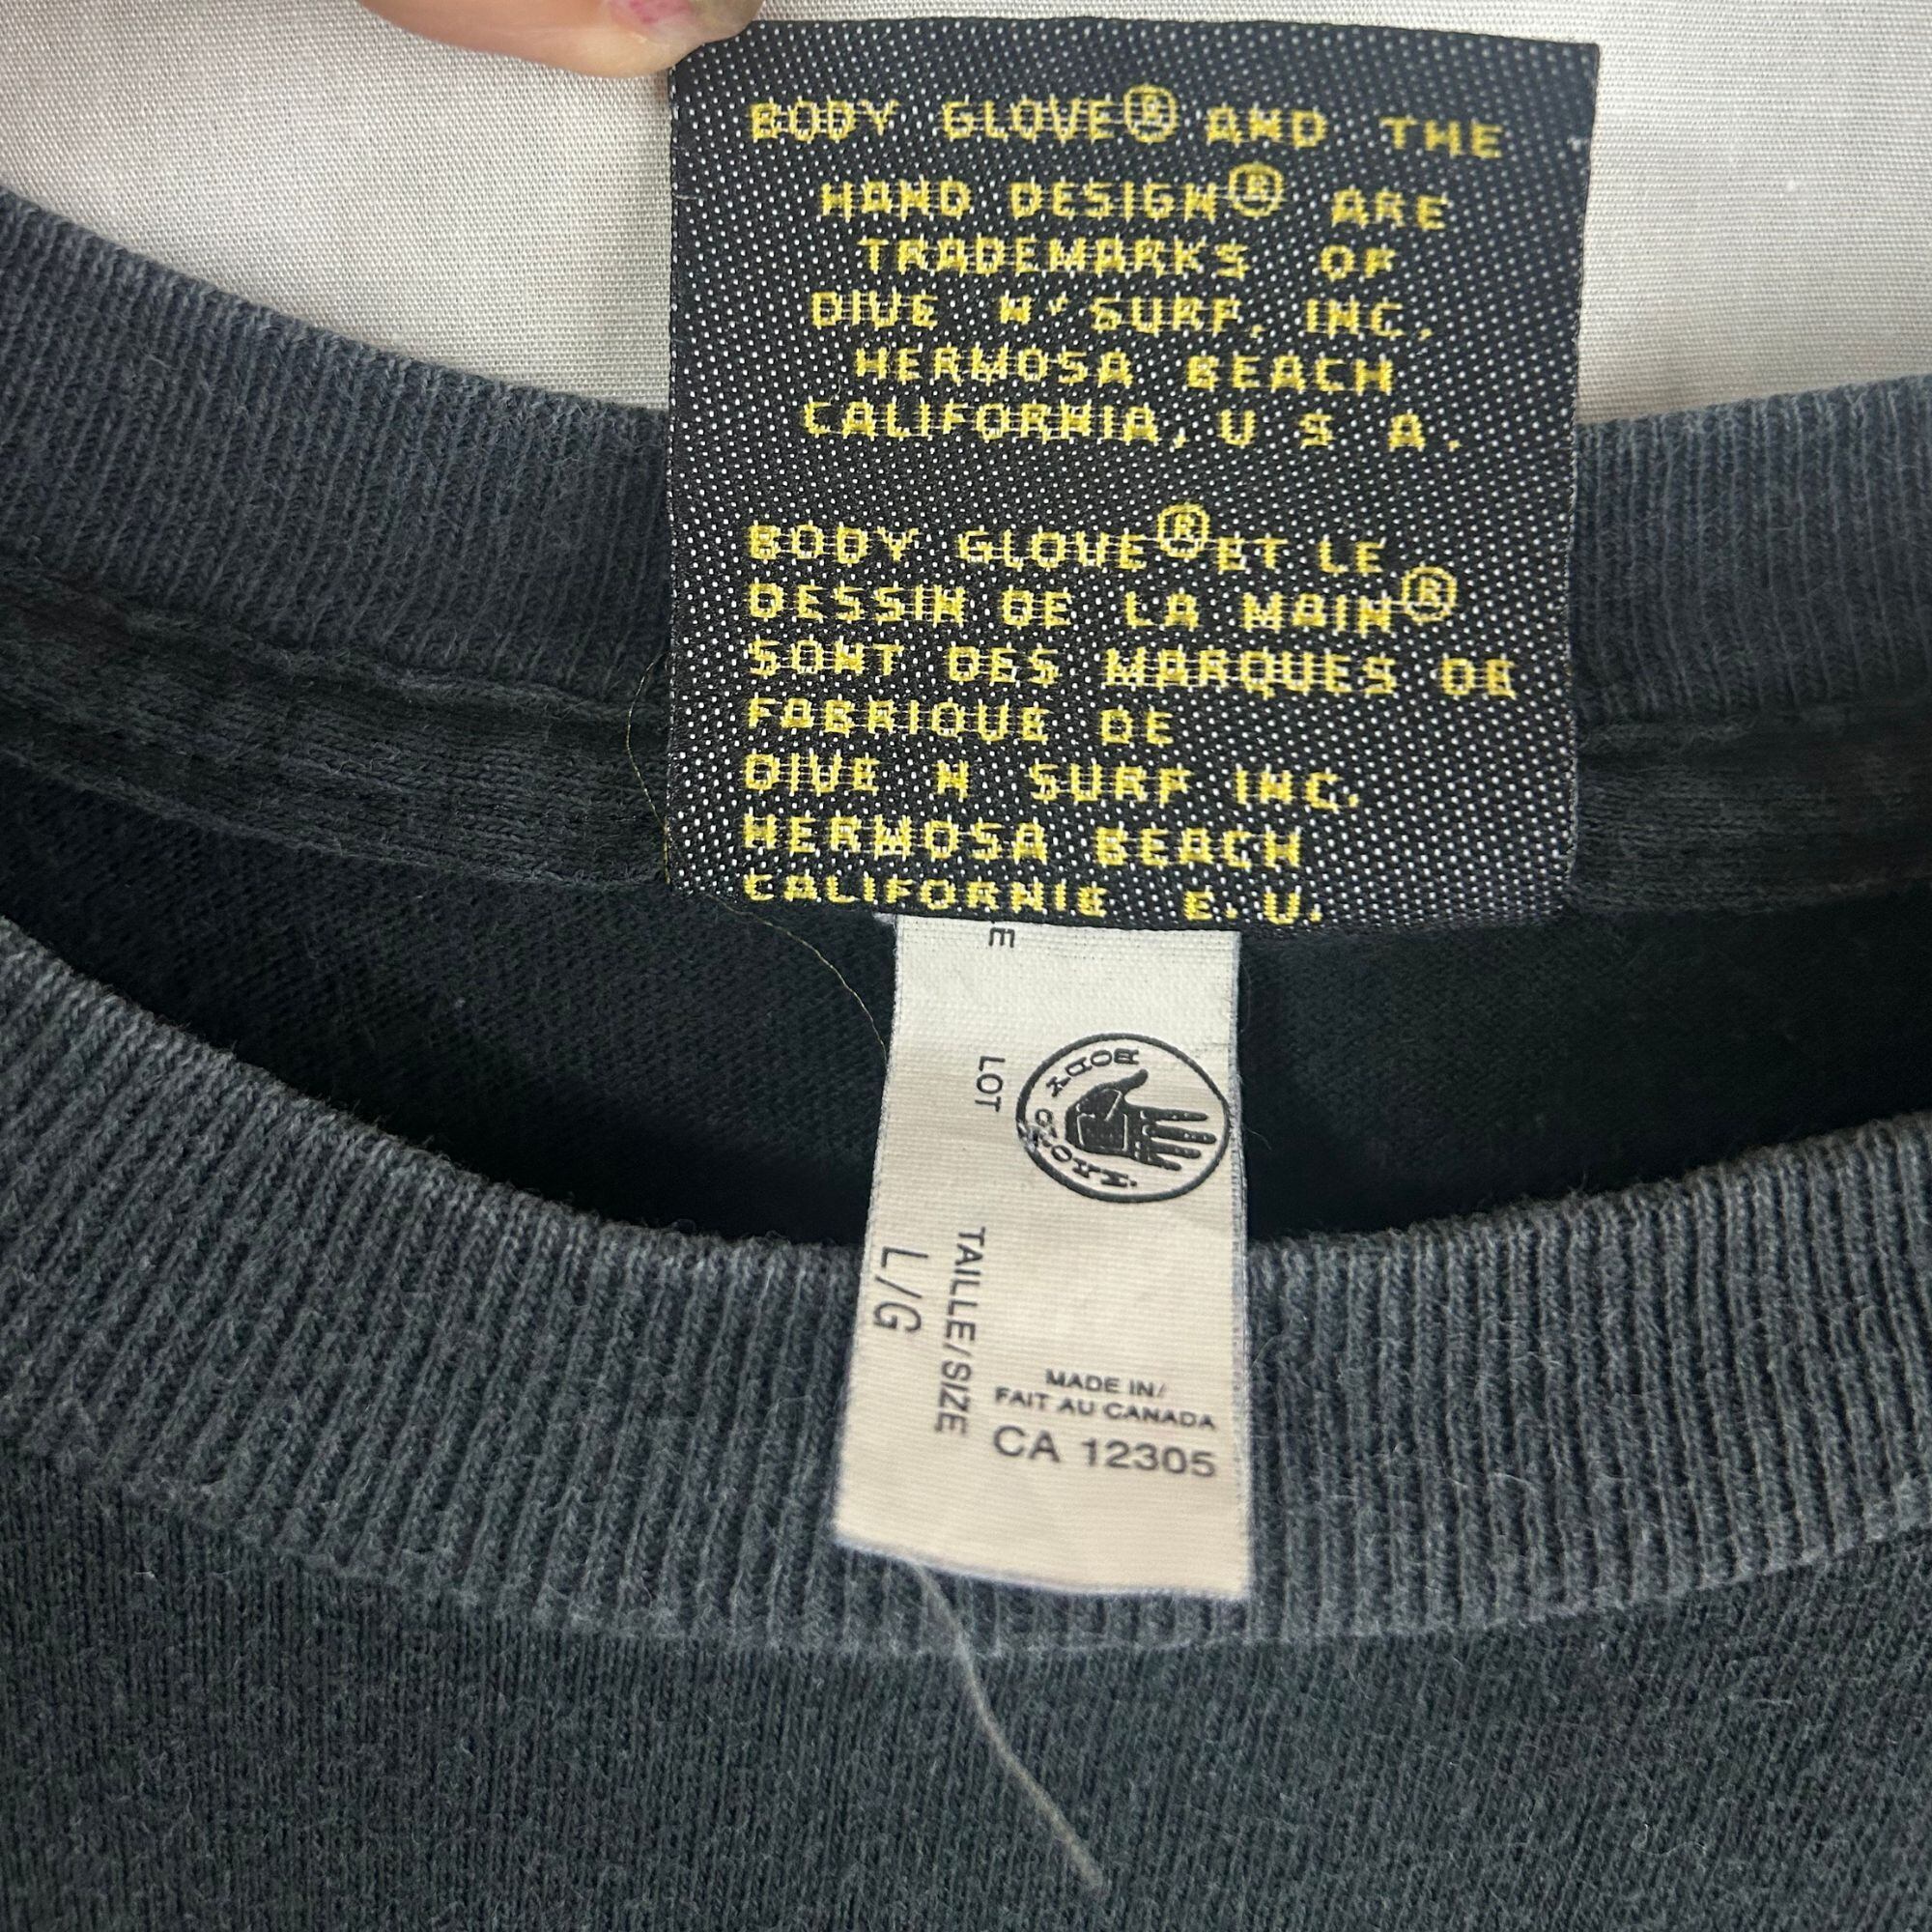 BODY GLOVE® AND THE
HAND DESIGN® ARE
TRADEMARKS OF
DIVE N' SURF, INC.
HERMOSA BEACH
CALIFORNIA, U S A.
BODY GLOVE® ET LE
DESSIN DE LA MAIN®
SONT DES MARQUES DE
FABRIQUE DE
DIVE N SURF INC.
HERMOSA BEACH
CALIFORNIE E. U.
E
LOT
BODY GLOVE
TAILLE/SIZE
L/G
MADE IN/
FAIT AU CANADA
CA 12305